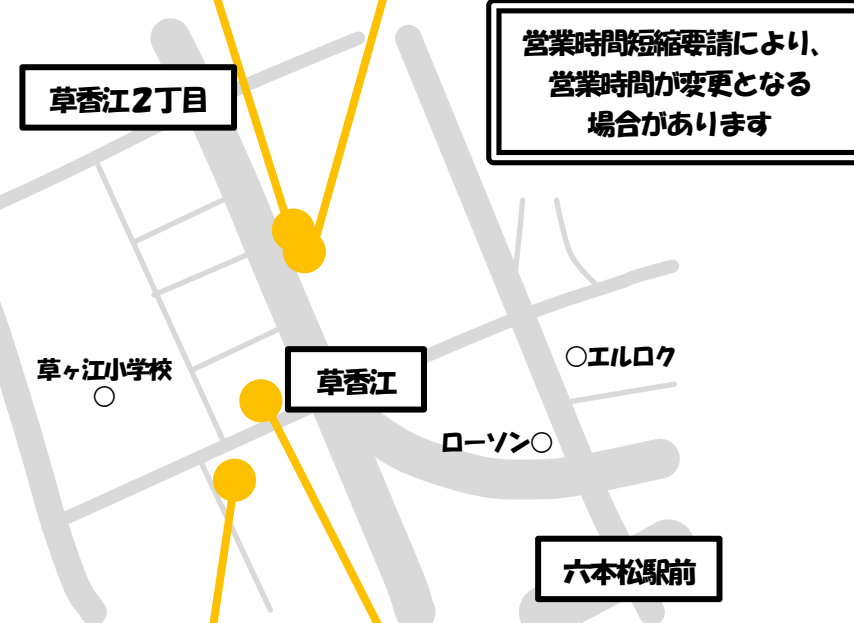 営業時間短縮要請により、
営業時間が変更となる
場合があります
草香江2丁目
草ヶ江小学校
○
草香江
○エルロク
ローソン○
六本松駅前